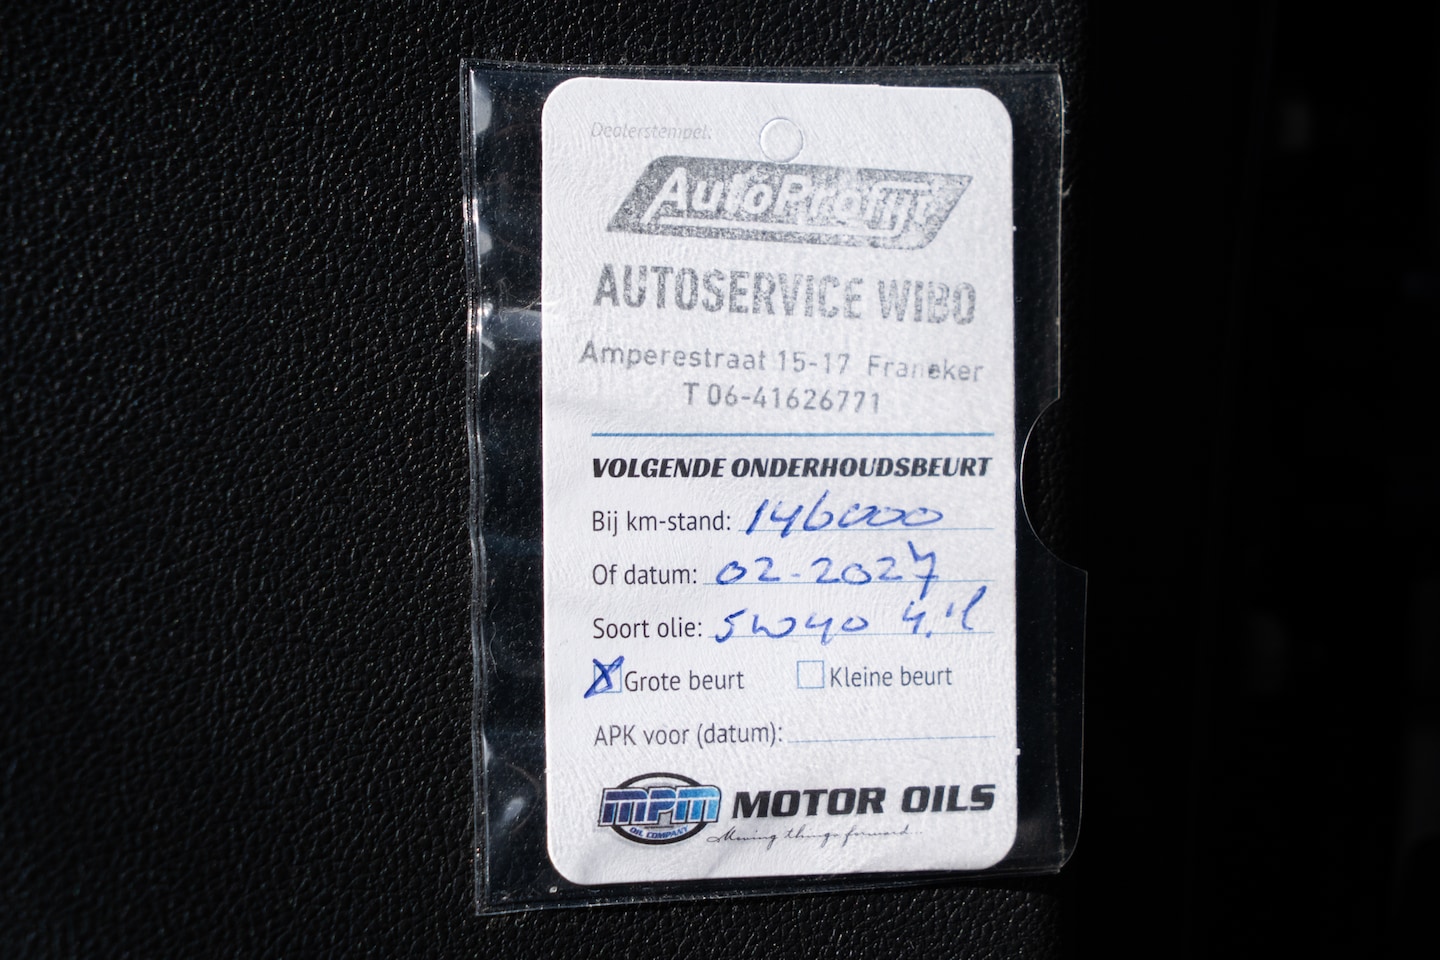 Dealerstempel:
AutoProfijt
AUTOSERVICE WIBO
Amperestraat 15-17 Franeker
T 06-41626771
VOLGENDE ONDERHOUDSBEURT
Bij km-stand: 146000
Of datum: 02-2027
Soort olie: 5w40 4.1l
X Grote beurt Kleine beurt
APK voor (datum):
MPM OIL COMPANY MOTOR OILS
Moving things forward...